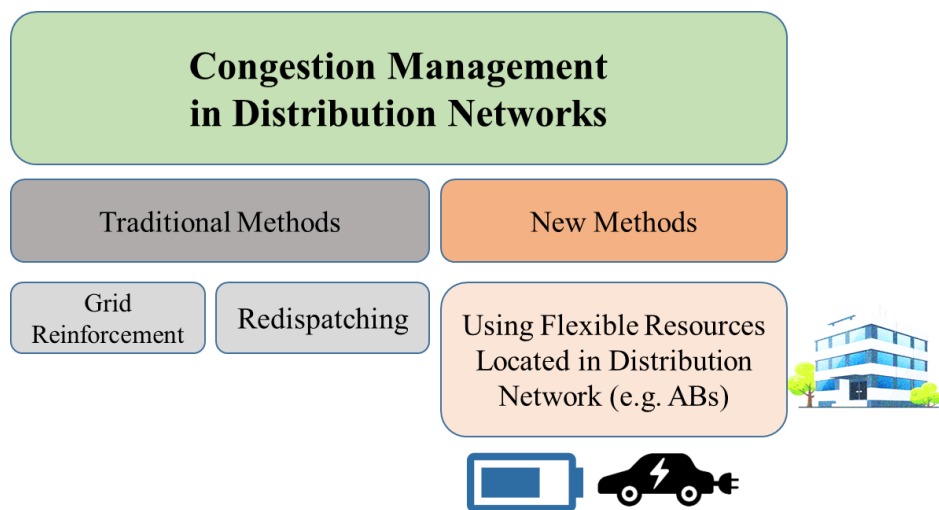 Congestion Management
in Distribution Networks
Traditional Methods
New Methods
Grid
Reinforcement
Redispatching
Using Flexible Resources
Located in Distribution
Network (e.g. ABs)